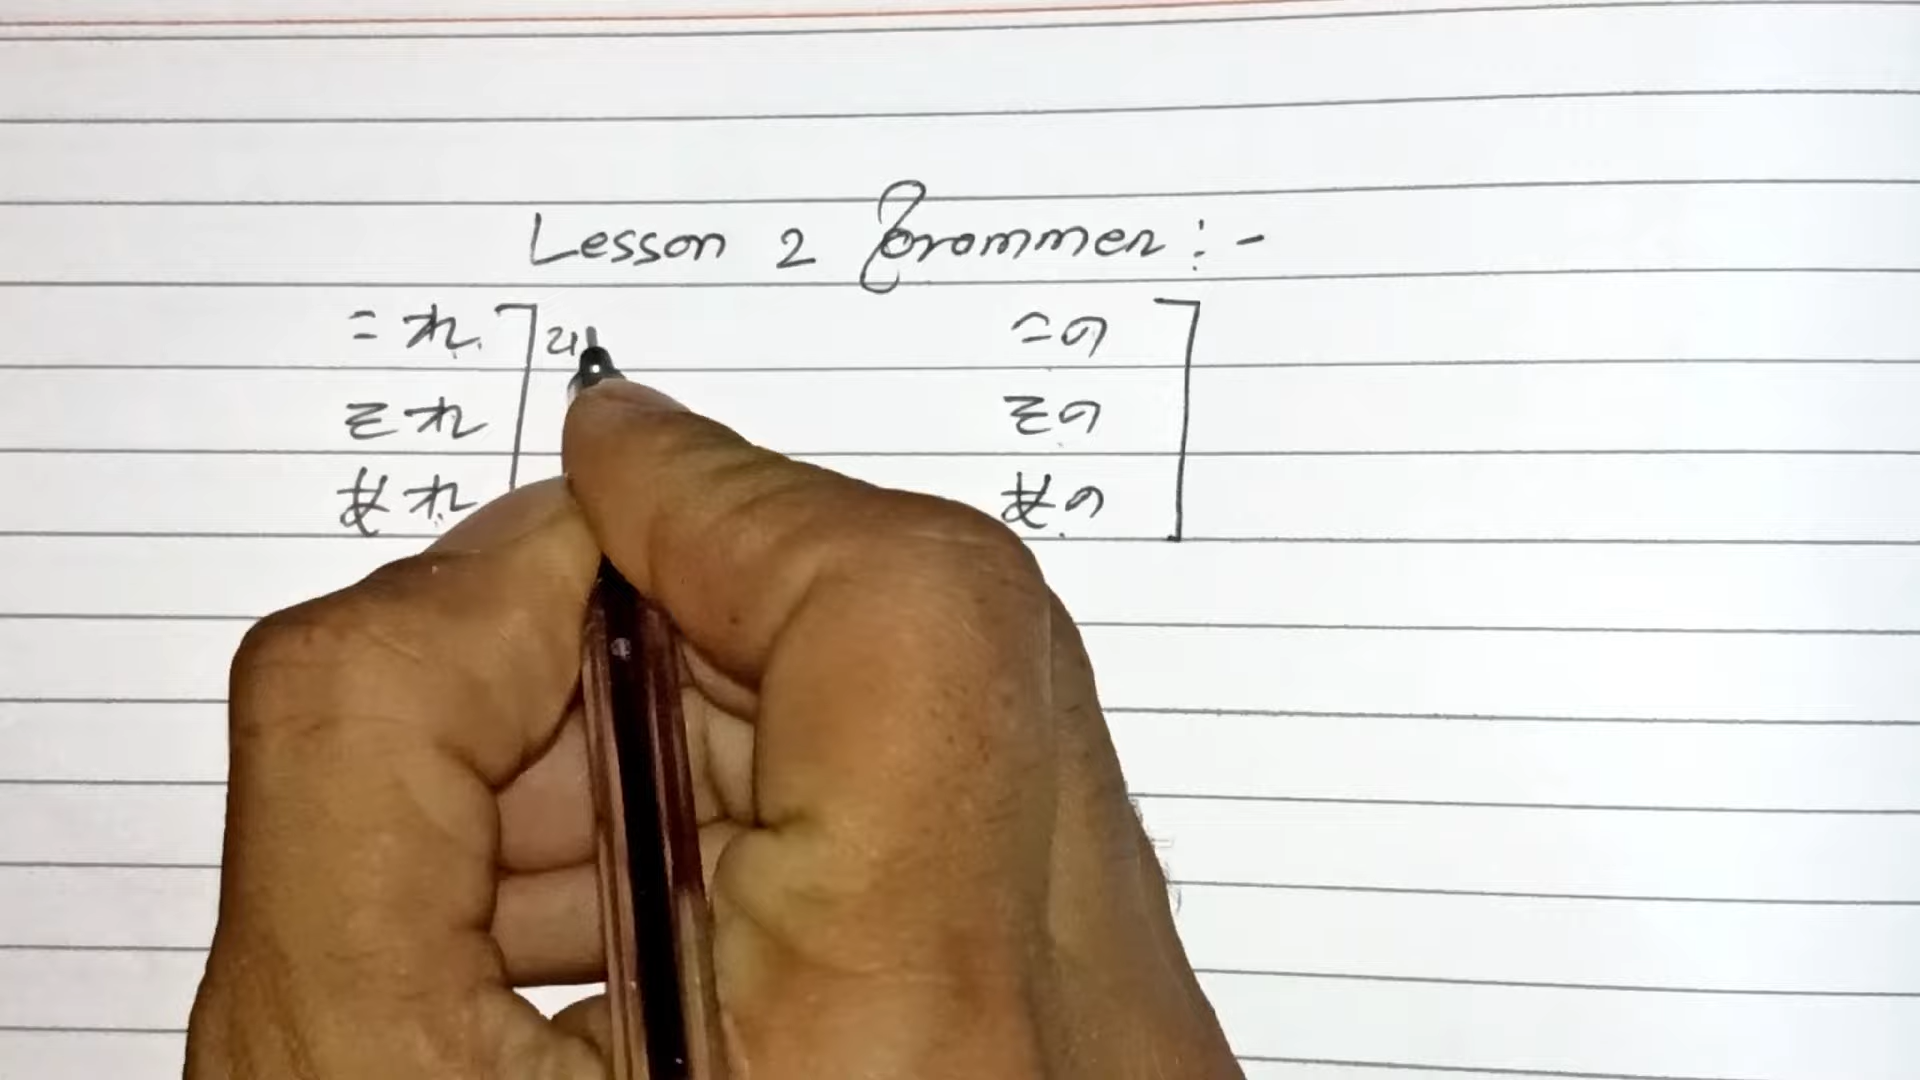 Lesson 2 Grammer :-
これ ] この ]
それ その
あれ あの